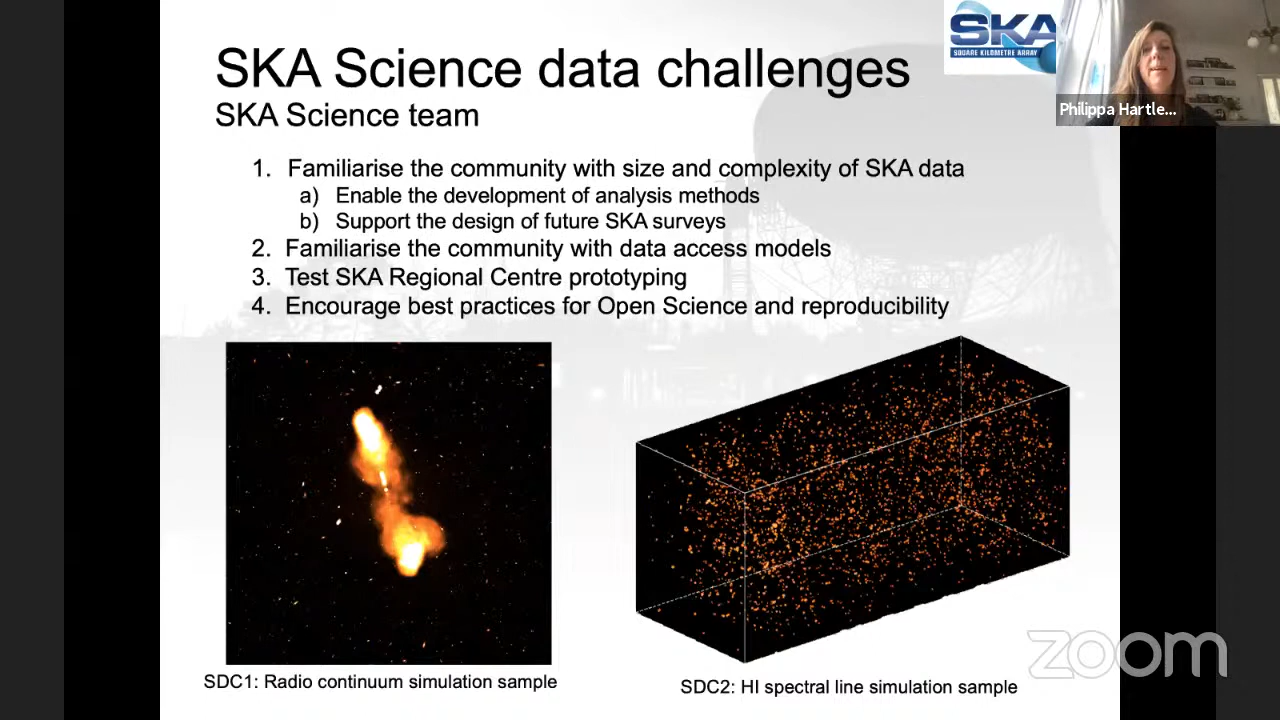 SKA Science data challenges
SKA Science team
1. Familiarise the community with size and complexity of SKA data
a) Enable the development of analysis methods
b) Support the design of future SKA surveys
2. Familiarise the community with data access models
3. Test SKA Regional Centre prototyping
4. Encourage best practices for Open Science and reproducibility
SDC1: Radio continuum simulation sample
SDC2: HI spectral line simulation sample
SKA
SQUARE KILOMETRE ARRAY
Philippa Hartle...
zoom